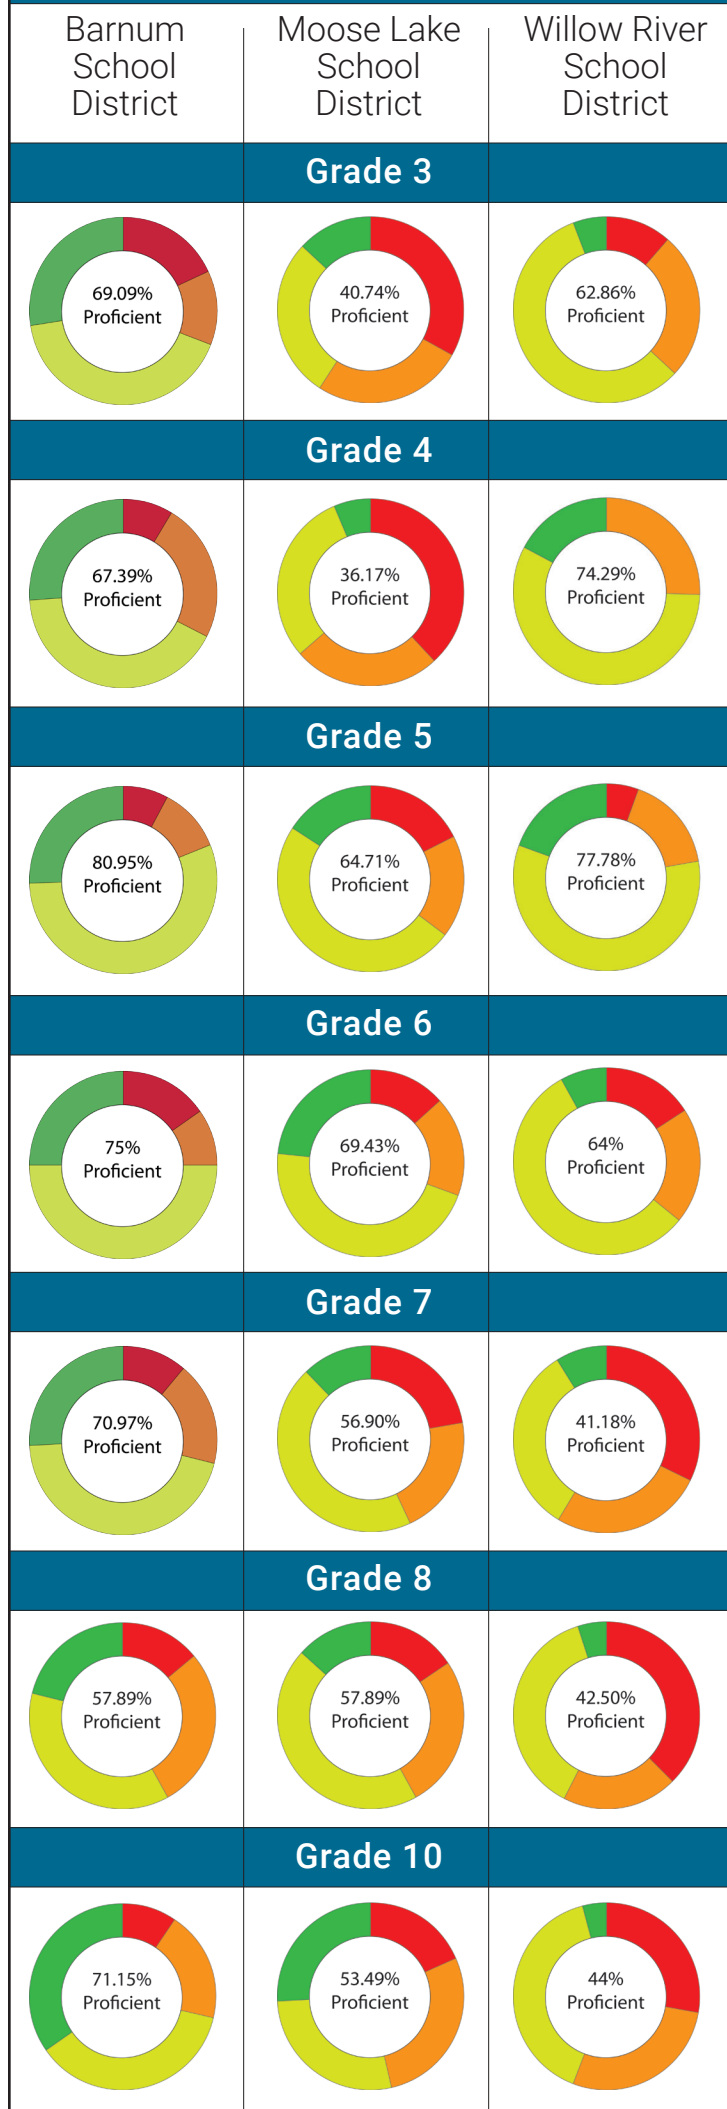 Barnum
School
District
Moose Lake
School
District
Willow River
School
District
Grade 3
69.09%
Proficient
40.74%
Proficient
62.86%
Proficient
Grade 4
67.39%
Proficient
36.17%
Proficient
74.29%
Proficient
Grade 5
80.95%
Proficient
64.71%
Proficient
77.78%
Proficient
Grade 6
75%
Proficient
69.43%
Proficient
64%
Proficient
Grade 7
70.97%
Proficient
56.90%
Proficient
41.18%
Proficient
Grade 8
57.89%
Proficient
57.89%
Proficient
42.50%
Proficient
Grade 10
71.15%
Proficient
53.49%
Proficient
44%
Proficient